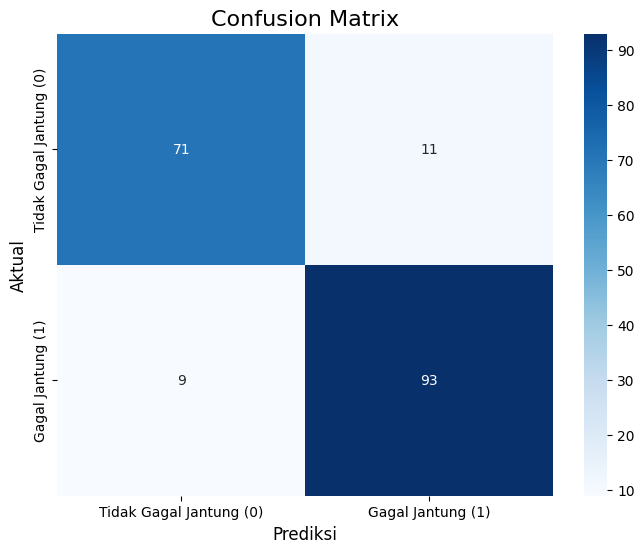 Confusion Matrix
Aktual
Tidak Gagal Jantung (0)
71
11
Gagal Jantung (1)
9
93
Tidak Gagal Jantung (0)
Gagal Jantung (1)
Prediksi
90
80
70
60
50
40
30
20
10